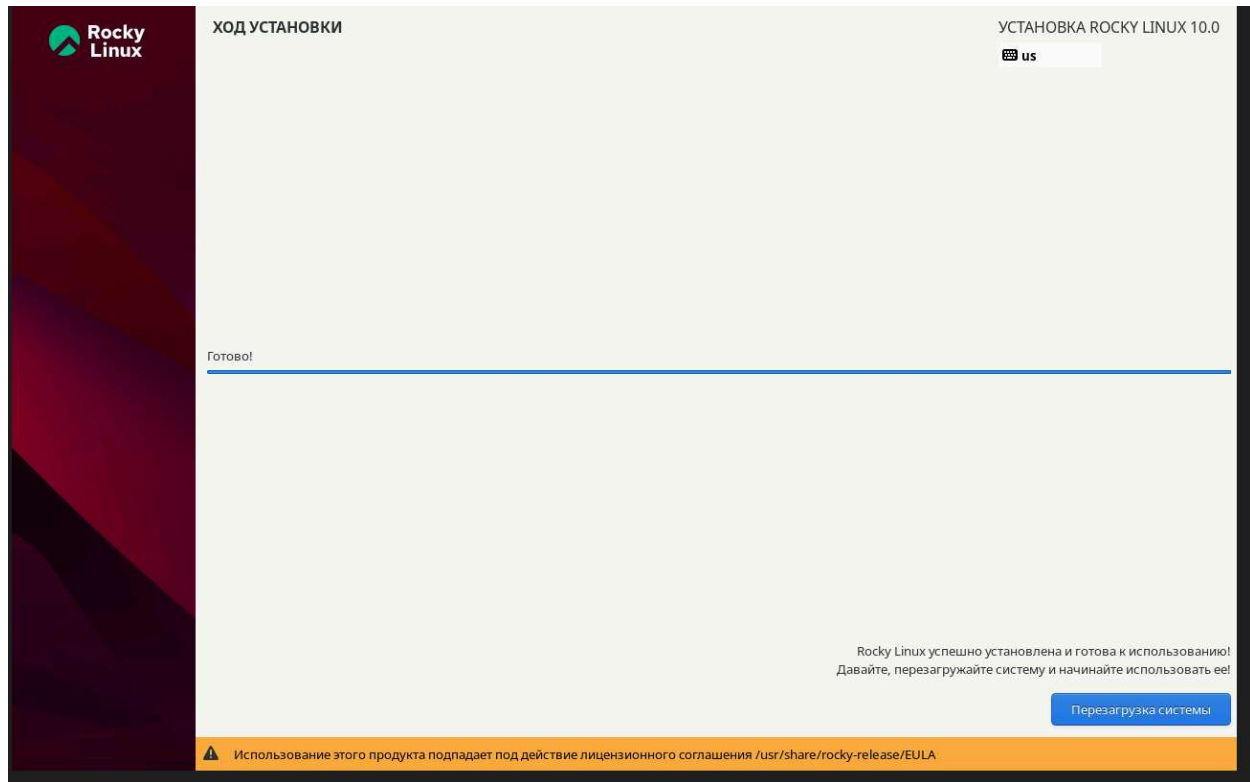 Rocky
Linux
ХОД УСТАНОВКИ
УСТАНОВКА ROCKY LINUX 10.0
us
Готово!
Rocky Linux успешно установлена и готова к использованию!
Давайте, перезагружайте систему и начинайте использовать ее!
Перезагрузка системы
Использование этого продукта подпадает под действие лицензионного соглашения /usr/share/rocky-release/EULA